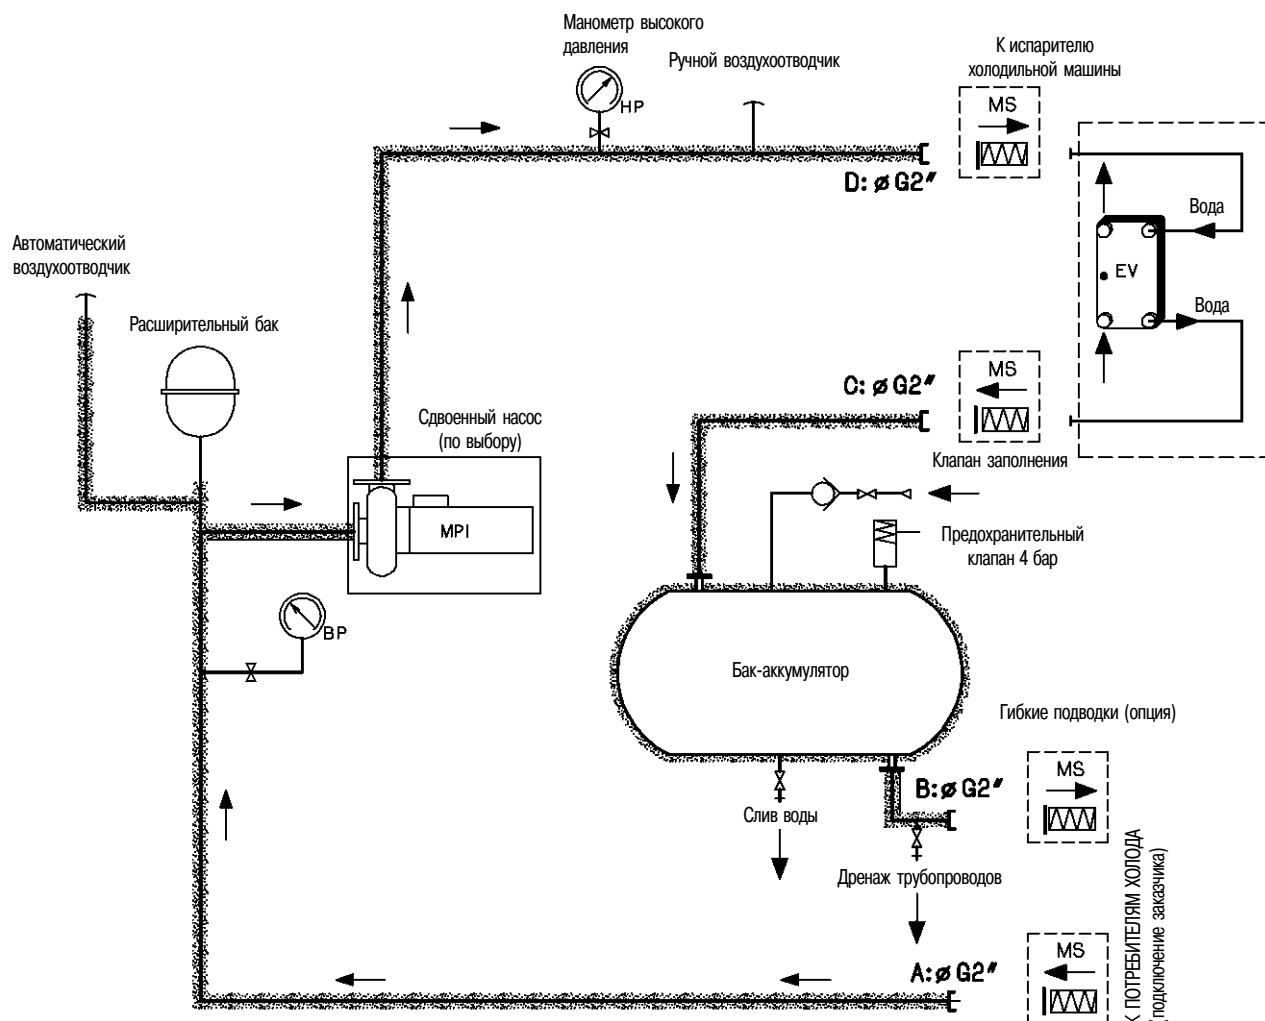 Манометр высокого
давления
HP
Ручной воздухоотводчик
К испарителю
холодильной машины
MS
D: ø G2"
Вода
EV
Вода
Автоматический
воздухоотводчик
Расширительный бак
Сдвоенный насос
(по выбору)
MPI
C: ø G2"
MS
Клапан заполнения
Предохранительный
клапан 4 бар
BP
Бак-аккумулятор
Гибкие подводки (опция)
B: ø G2"
MS
Слив воды
Дренаж трубопроводов
A: ø G2"
MS
К ПОТРЕБИТЕЛЯМ ХОЛОДА
(подключение заказчика)